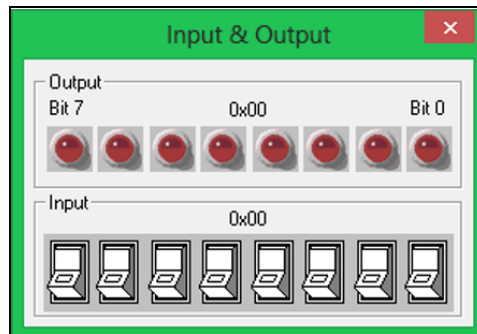 Input & Output
Output
Bit 7 0x00 Bit 0
Input
0x00